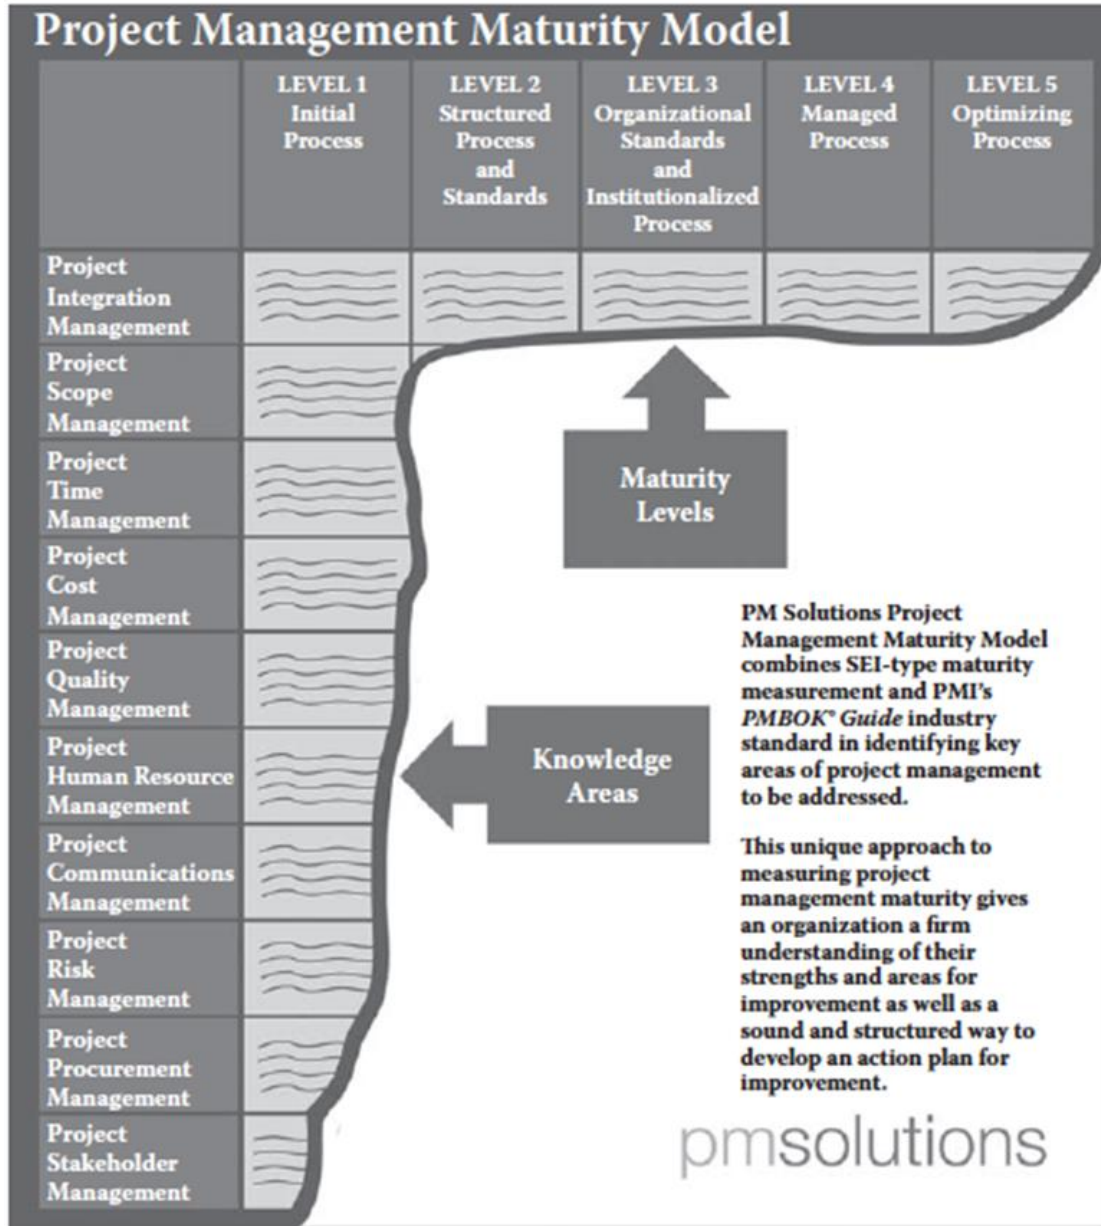 Project Management Maturity Model
LEVEL 1
Initial
Process
LEVEL 2
Structured
Process
and
Standards
LEVEL 3
Organizational
Standards
and
Institutionalized
Process
LEVEL 4
Managed
Process
LEVEL 5
Optimizing
Process
Project
Integration
Management
Project
Scope
Management
Project
Time
Management
Project
Cost
Management
Project
Quality
Management
Project
Human Resource
Management
Project
Communications
Management
Project
Risk
Management
Project
Procurement
Management
Project
Stakeholder
Management
Maturity
Levels
Knowledge
Areas
PM Solutions Project
Management Maturity Model
combines SEI-type maturity
measurement and PMI's
PMBOK® Guide industry
standard in identifying key
areas of project management
to be addressed.
This unique approach to
measuring project
management maturity gives
an organization a firm
understanding of their
strengths and areas for
improvement as well as a
sound and structured way to
develop an action plan for
improvement.
pmsolutions